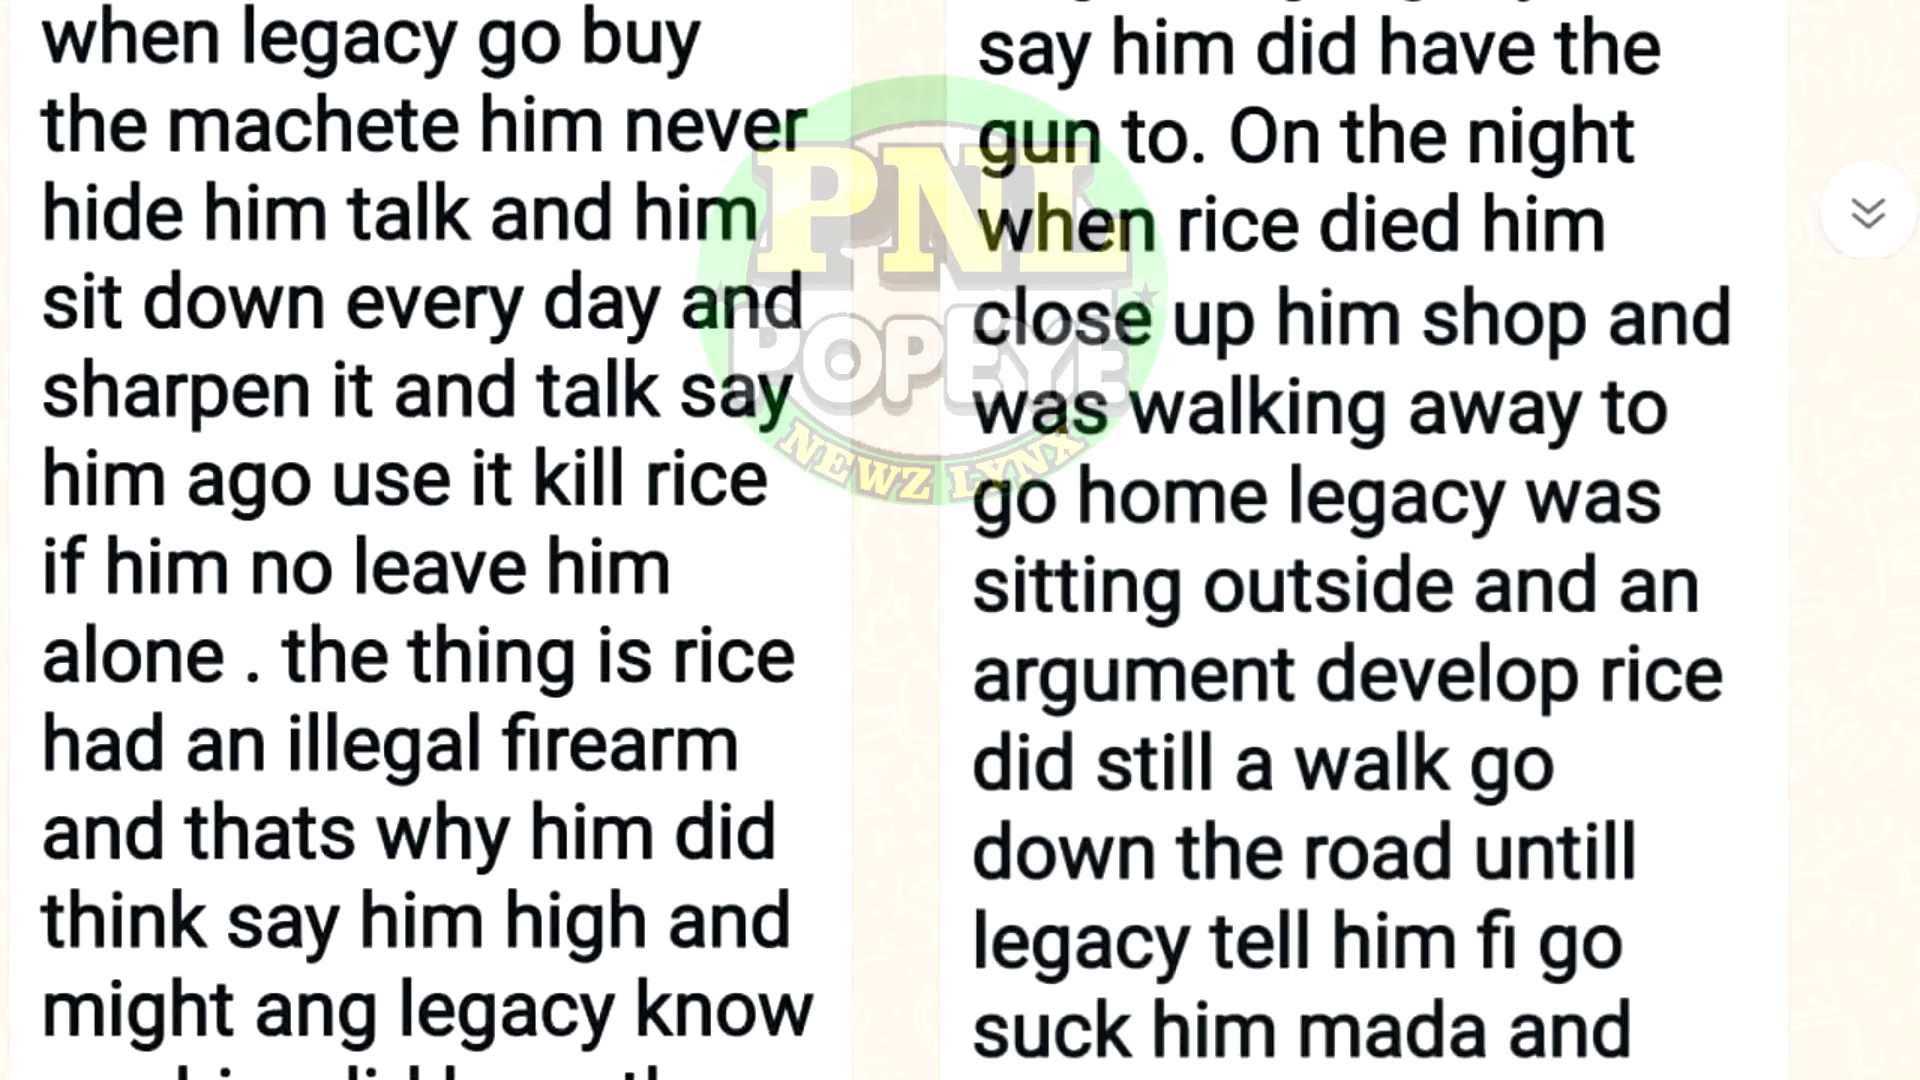 when legacy go buy
the machete him never
hide him talk and him
sit down every day and
sharpen it and talk say
him ago use it kill rice
if him no leave him
alone . the thing is rice
had an illegal firearm
and thats why him did
think say him high and
might ang legacy know
say him did have the
gun to. On the night
when rice died him
close up him shop and
was walking away to
go home legacy was
sitting outside and an
argument develop rice
did still a walk go
down the road untill
legacy tell him fi go
suck him mada and
PNL
POPEYE
NEWZ LYNX